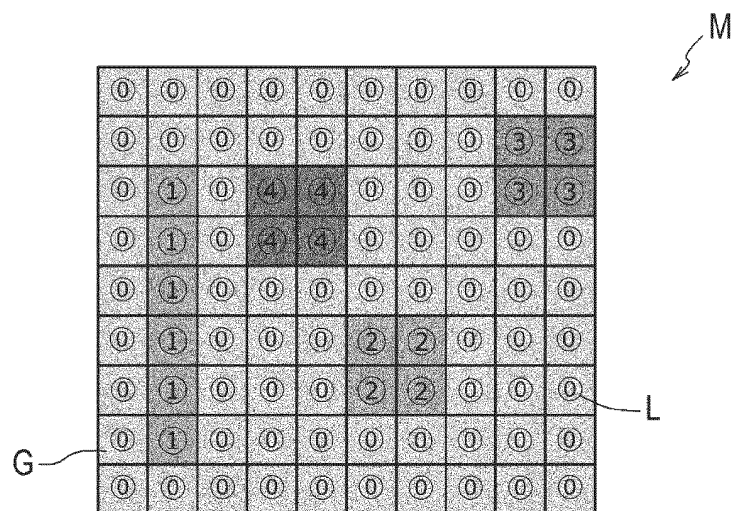 M
⓪ ⓪ ⓪ ⓪ ⓪ ⓪ ⓪ ⓪ ⓪ ⓪
⓪ ⓪ ⓪ ⓪ ⓪ ⓪ ⓪ ⓪ ③ ③
⓪ ① ⓪ ④ ④ ⓪ ⓪ ⓪ ③ ③
⓪ ① ⓪ ④ ④ ⓪ ⓪ ⓪ ⓪ ⓪
⓪ ① ⓪ ⓪ ⓪ ⓪ ⓪ ⓪ ⓪ ⓪
⓪ ① ⓪ ⓪ ⓪ ② ② ⓪ ⓪ ⓪
⓪ ① ⓪ ⓪ ⓪ ② ② ⓪ ⓪ ⓪
L
⓪ ① ⓪ ⓪ ⓪ ⓪ ⓪ ⓪ ⓪ ⓪
G
⓪ ⓪ ⓪ ⓪ ⓪ ⓪ ⓪ ⓪ ⓪ ⓪